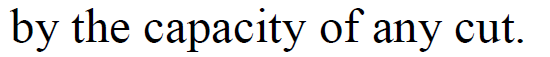 by the capacity of any cut.